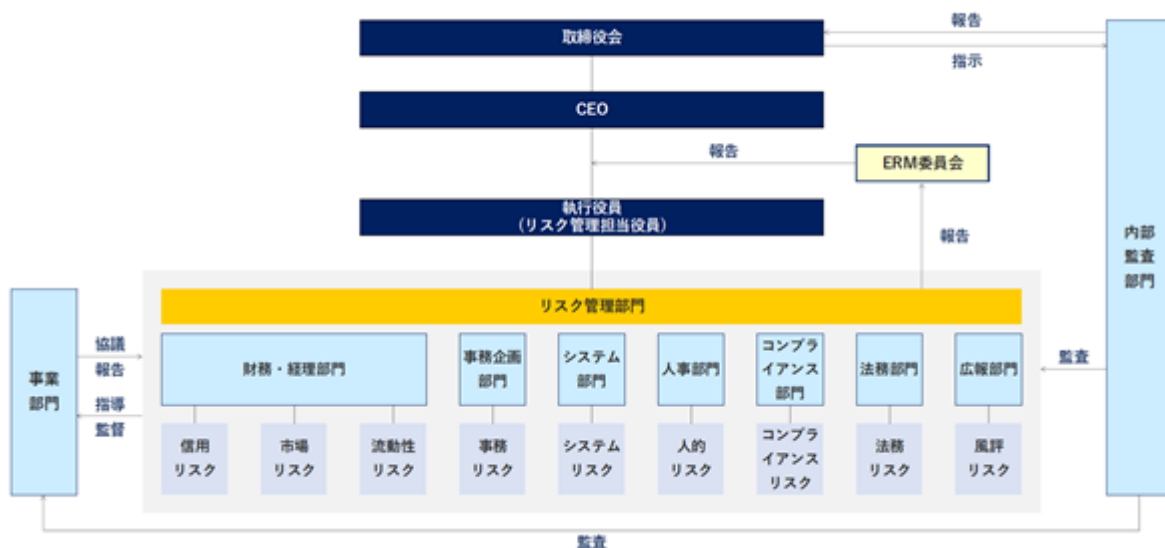 取締役会
報告
指示
CEO
報告
ERM委員会
執行役員
(リスク管理担当役員)
報告
内部
監査
部門
リスク管理部門
事業
部門
協議
報告
指導
監督
財務・経理部門
事務企画
部門
システム
部門
人事部門
コンプラ
イアンス
部門
法務部門
広報部門
監査
信用
リスク
市場
リスク
流動性
リスク
事務
リスク
システム
リスク
人的
リスク
コンプラ
イアンス
リスク
法務
リスク
風評
リスク
監査